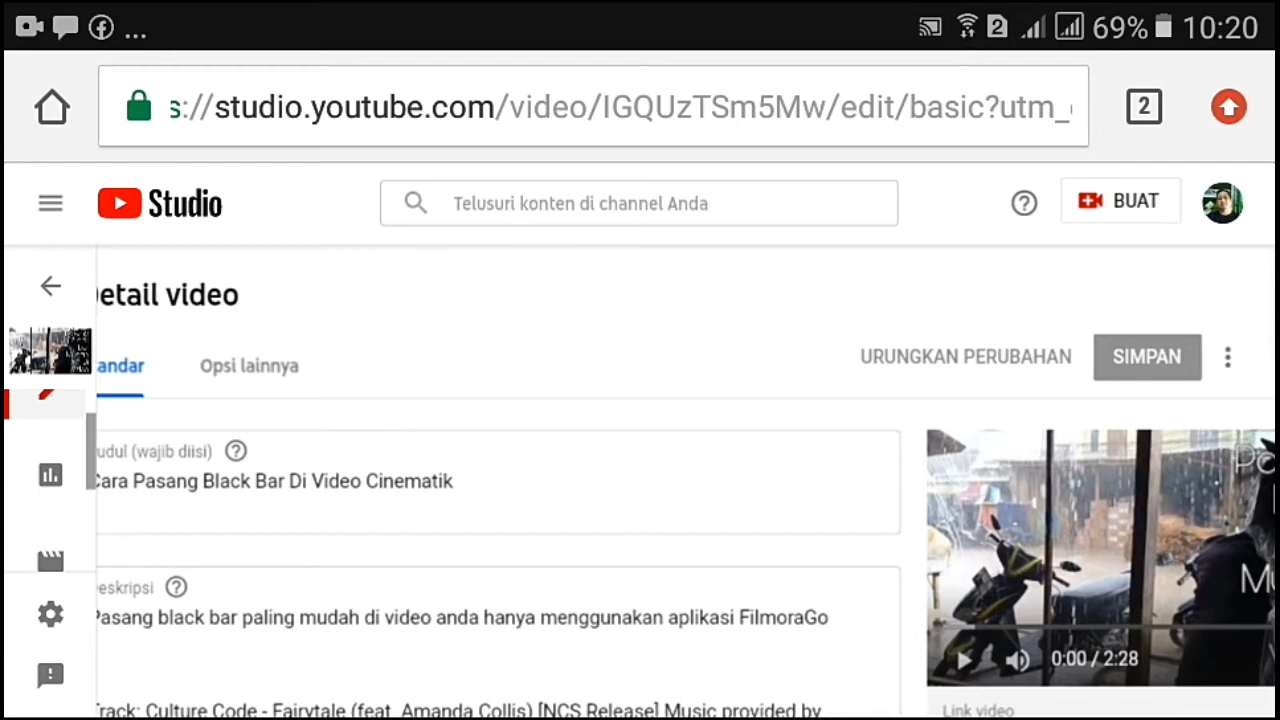 ... 2 69% 10:20
s://studio.youtube.com/video/IGQUzTSm5Mw/edit/basic?utm_
2
Studio
Telusuri konten di channel Anda
BUAT
etail video
andar
Opsi lainnya
URUNGKAN PERUBAHAN
SIMPAN
udul (wajib diisi)
Cara Pasang Black Bar Di Video Cinematik
eskripsi
Pasang black bar paling mudah di video anda hanya menggunakan aplikasi FilmoraGo
Track: Culture Code - Fairytale (feat. Amanda Collis) [NCS Release] Music provided by
0:00 / 2:28
Link video